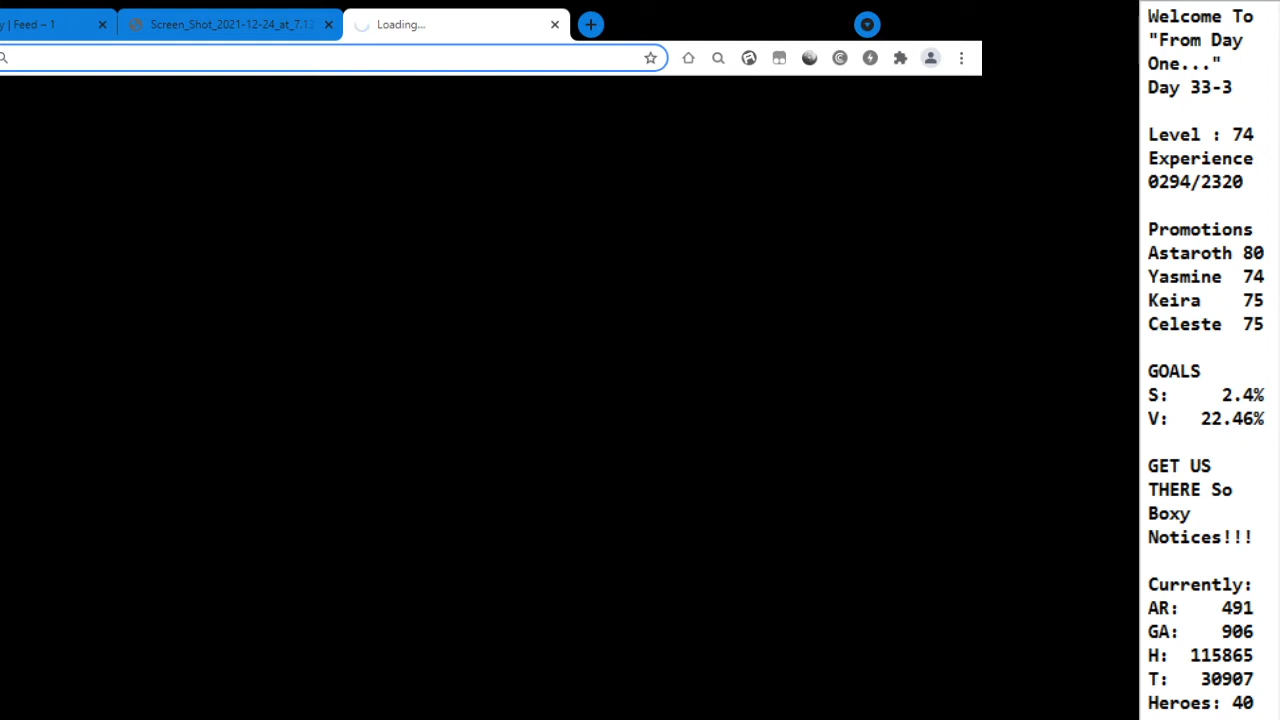 y | Feed – 1
Screen_Shot_2021-12-24_at_7.13
Loading...
Welcome To
"From Day
One..."
Day 33-3
Level : 74
Experience
0294/2320
Promotions
Astaroth 80
Yasmine 74
Keira 75
Celeste 75
GOALS
S: 2.4%
V: 22.46%
GET US
THERE So
Boxy
Notices!!!
Currently:
AR: 491
GA: 906
H: 115865
T: 30907
Heroes: 40